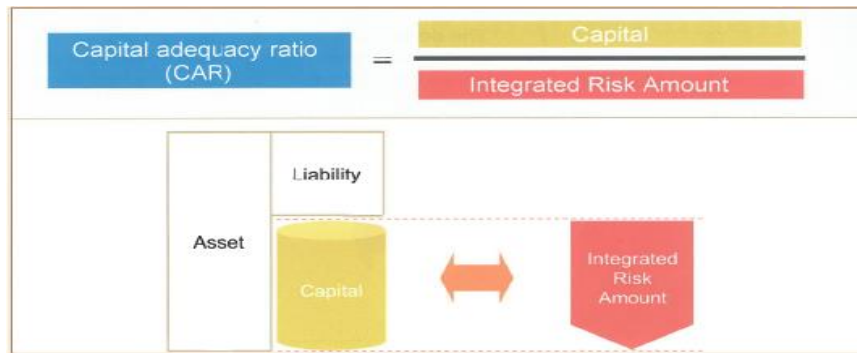 Capital adequacy ratio
(CAR)
=
Capital
Integrated Risk Amount
Liability
Asset
Capital
Integrated
Risk
Amount